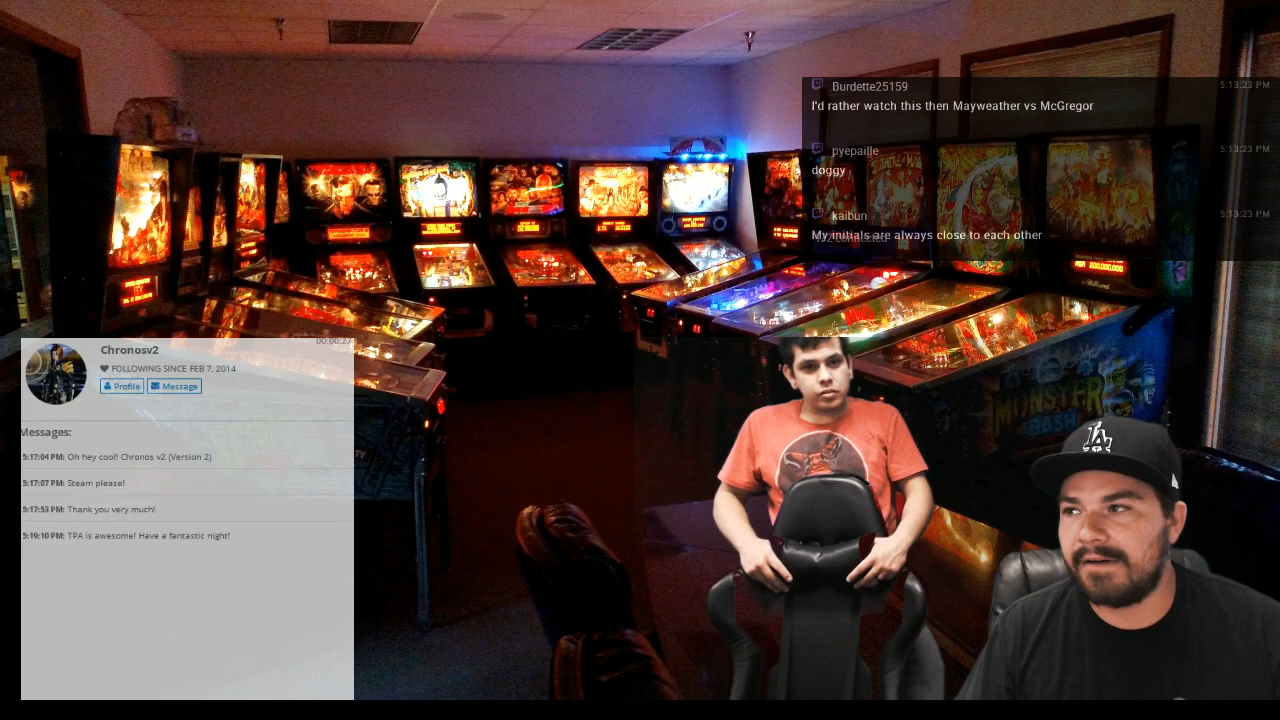 Burdette25159
5:13:23 PM
I'd rather watch this then Mayweather vs McGregor
pyepaille
5:13:23 PM
doggy
kaibun
5:13:23 PM
My initials are always close to each other
00:00:27
Chronosv2
FOLLOWING SINCE FEB 7, 2014
Profile Message
Messages:
5:17:04 PM: Oh hey cool! Chronos v2 (Version 2)
5:17:07 PM: Steam please!
5:17:53 PM: Thank you very much!
5:19:10 PM: TPA is awesome! Have a fantastic night!
MONSTER
BASH
LA